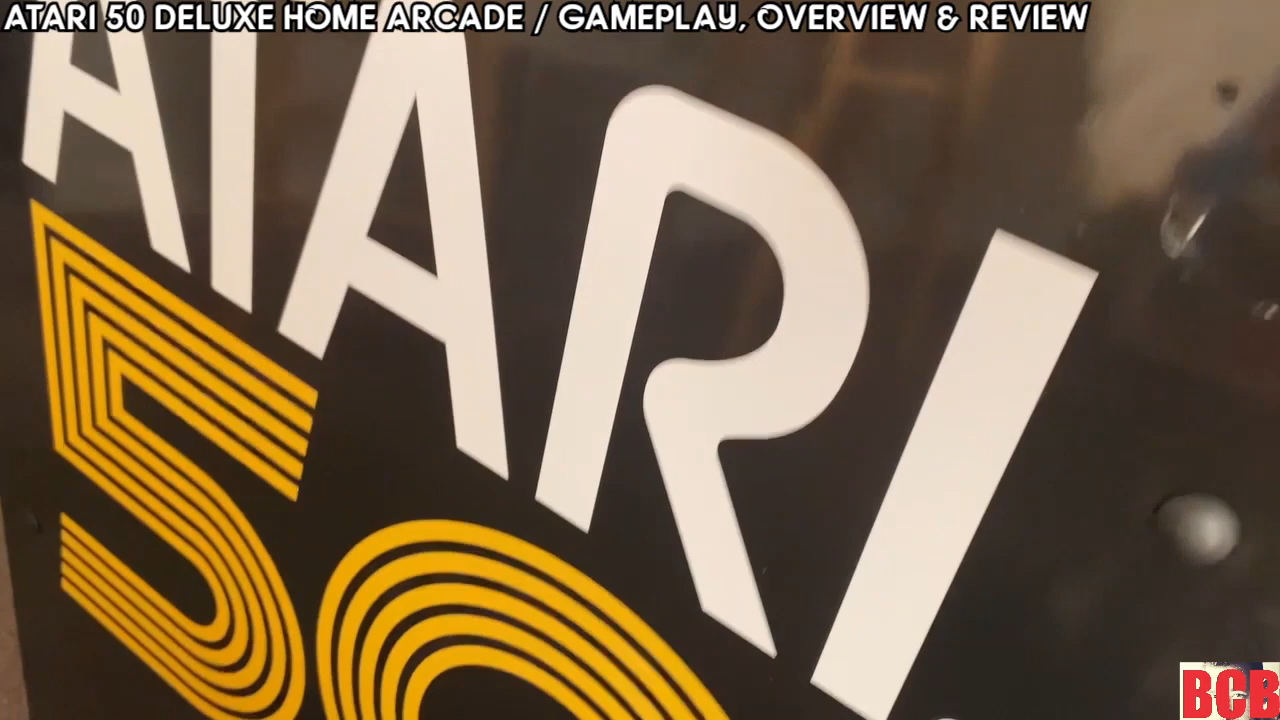 ATARI 50 DELUXE HOME ARCADE / GAMEPLAY, OVERVIEW & REVIEW
ATARI
50
BCB